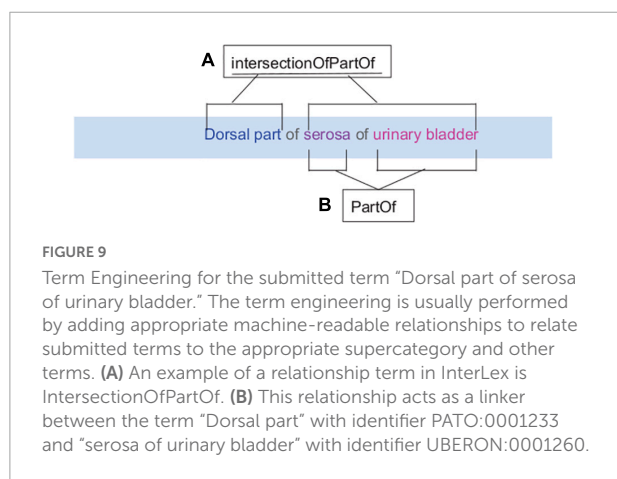 A intersectionOfPartOf
Dorsal part of serosa of urinary bladder
B PartOf
FIGURE 9
Term Engineering for the submitted term “Dorsal part of serosa
of urinary bladder.” The term engineering is usually performed
by adding appropriate machine-readable relationships to relate
submitted terms to the appropriate supercategory and other
terms. (A) An example of a relationship term in InterLex is
IntersectionOfPartOf. (B) This relationship acts as a linker
between the term “Dorsal part” with identifier PATO:0001233
and “serosa of urinary bladder” with identifier UBERON:0001260.